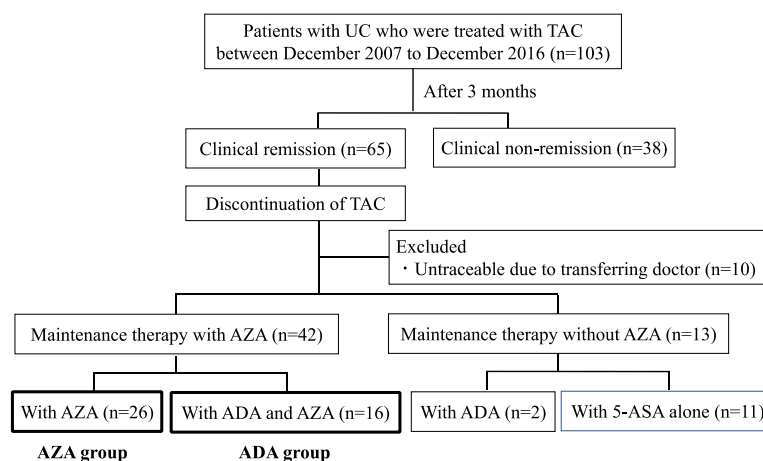 Patients with UC who were treated with TAC
between December 2007 to December 2016 (n=103)
After 3 months
Clinical remission (n=65)
Clinical non-remission (n=38)
Discontinuation of TAC
Excluded
・Untraceable due to transferring doctor (n=10)
Maintenance therapy with AZA (n=42)
Maintenance therapy without AZA (n=13)
With AZA (n=26)
With ADA and AZA (n=16)
With ADA (n=2)
With 5-ASA alone (n=11)
AZA group
ADA group